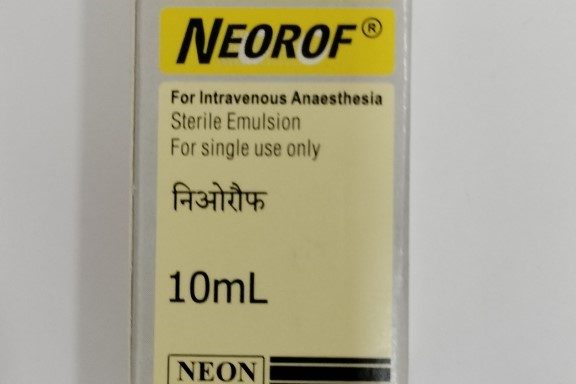 NEOROF®
For Intravenous Anaesthesia
Sterile Emulsion
For single use only
निओरौफ
10mL
NEON